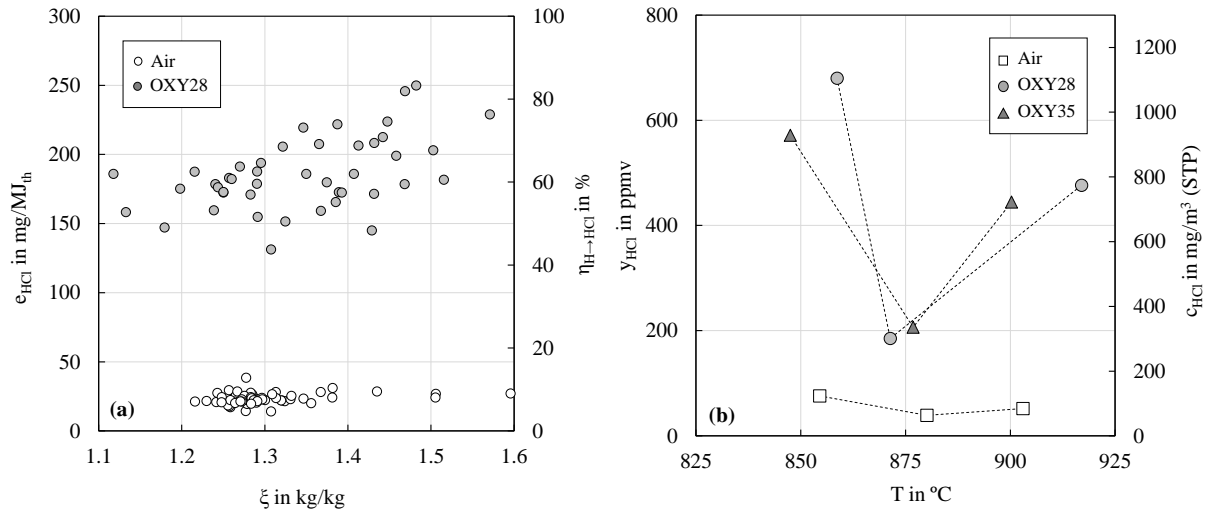 300
250
200
150
100
50
0
e_HCl in mg/MJ_th
100
80
60
40
20
0
η_H→HCl in %
Air
OXY28
(a)
1.1 1.2 1.3 1.4 1.5 1.6
ξ in kg/kg
800
600
400
200
0
y_HCl in ppmv
1200
1000
800
600
400
200
0
c_HCl in mg/m³ (STP)
Air
OXY28
OXY35
(b)
825 850 875 900 925
T in ºC